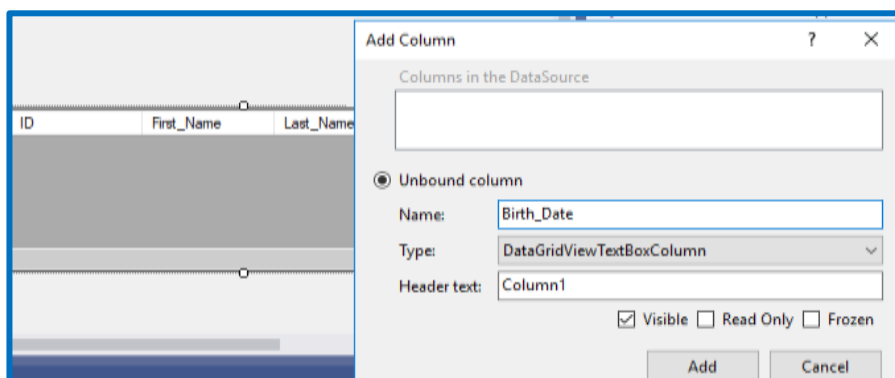 Add Column ?
Columns in the DataSource
ID First_Name Last_Name
Unbound column
Name: Birth_Date
Type: DataGridViewTextBoxColumn
Header text: Column1
Visible Read Only Frozen
Add Cancel